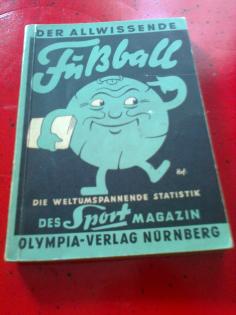 DER ALLWISSENDE
Fußball
DIE WELTUMSPANNENDE STATISTIK
DES Sport MAGAZIN
OLYMPIA-VERLAG NÜRNBERG